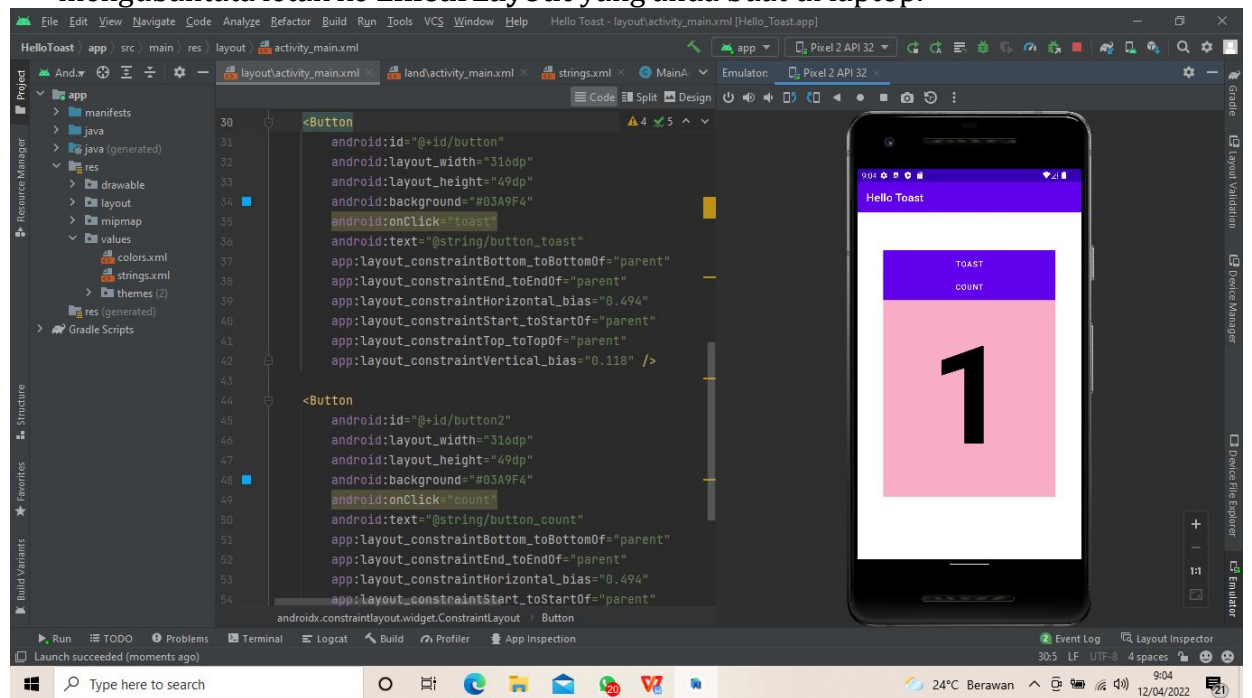 mengubahtata letak ke LinearLayout yang anda buat di laptop.
File Edit View Navigate Code Analyze Refactor Build Run Tools VCS Window Help Hello Toast - layout\activity_main.xml [Hello_Toast.app]
HelloToast app src main res layout activity_main.xml app Pixel 2 API 32
And... layout\activity_main.xml land\activity_main.xml strings.xml MainA Emulator: Pixel 2 API 32
Code Split Design
Project
Resource Manager
Structure
Favorites
Build Variants
app
manifests
java
java (generated)
res
drawable
layout
mipmap
values
colors.xml
strings.xml
themes (2)
res (generated)
Gradle Scripts
4 5
30 <Button
31 android:id="@+id/button"
32 android:layout_width="316dp"
33 android:layout_height="49dp"
34 android:background="#03A9F4"
35 android:onClick="toast"
36 android:text="@string/button_toast"
37 app:layout_constraintBottom_toBottomOf="parent"
38 app:layout_constraintEnd_toEndOf="parent"
39 app:layout_constraintHorizontal_bias="0.494"
40 app:layout_constraintStart_toStartOf="parent"
41 app:layout_constraintTop_toTopOf="parent"
42 app:layout_constraintVertical_bias="0.118" />
43
44 <Button
45 android:id="@+id/button2"
46 android:layout_width="316dp"
47 android:layout_height="49dp"
48 android:background="#03A9F4"
49 android:onClick="count"
50 android:text="@string/button_count"
51 app:layout_constraintBottom_toBottomOf="parent"
52 app:layout_constraintEnd_toEndOf="parent"
53 app:layout_constraintHorizontal_bias="0.494"
54 app:layout_constraintStart_toStartOf="parent"
androidx.constraintlayout.widget.ConstraintLayout Button
9:04
Hello Toast
TOAST
COUNT
1
1:1
Gradle
Layout Validation
Device Manager
Device File Explorer
Emulator
Run TODO Problems Terminal Logcat Build Profiler App Inspection 2 Event Log Layout Inspector
Launch succeeded (moments ago) 30:5 LF UTF-8 4 spaces
Type here to search 20 24°C Berawan 9:04
12/04/2022 21